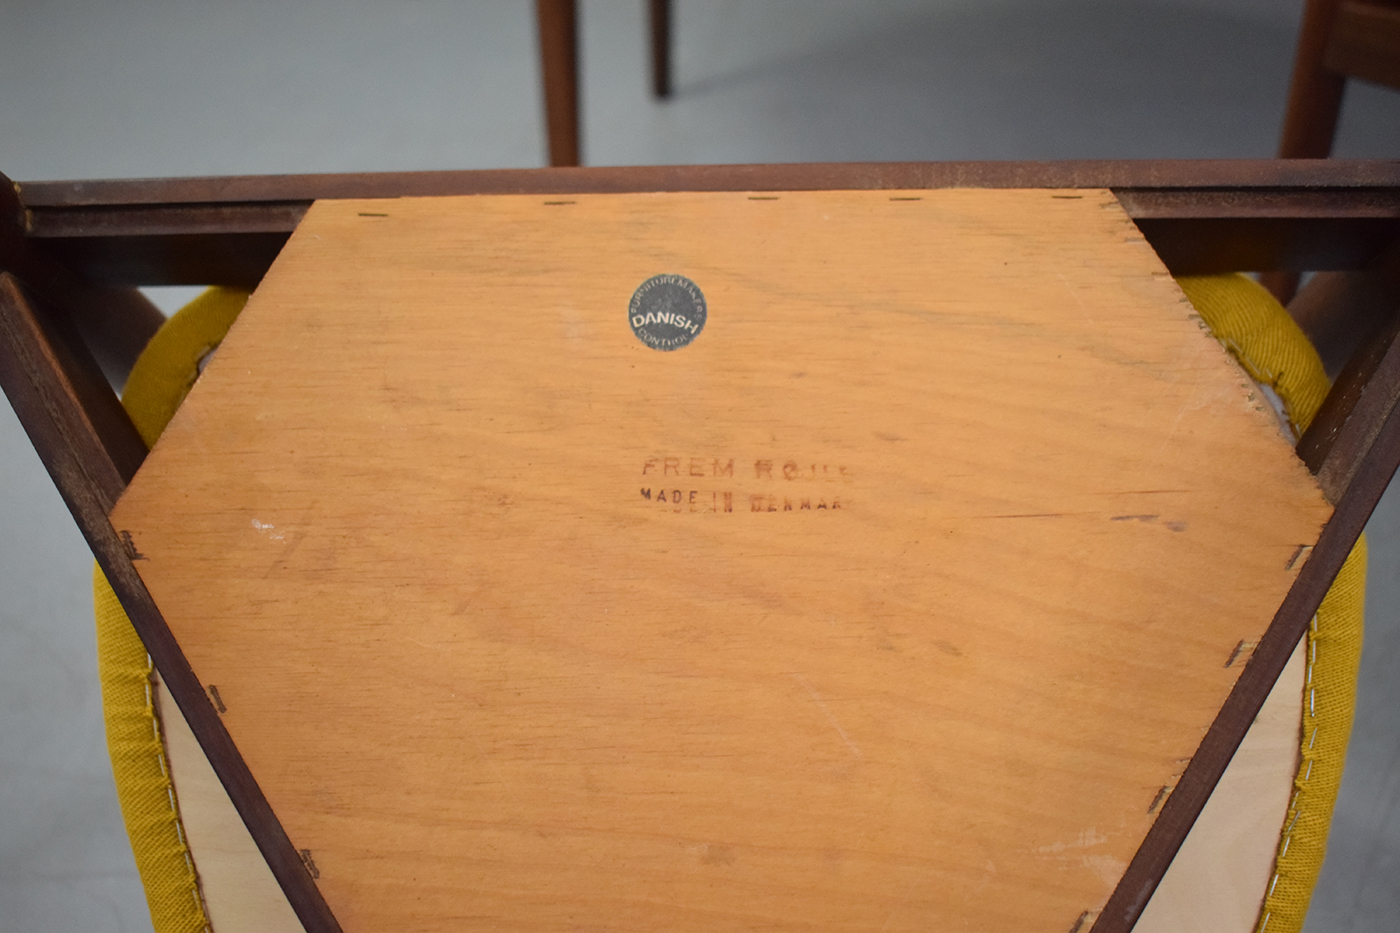 FURNITUREMAKERS
DANISH
CONTROL
FREM RØJLE
MADE IN DENMARK